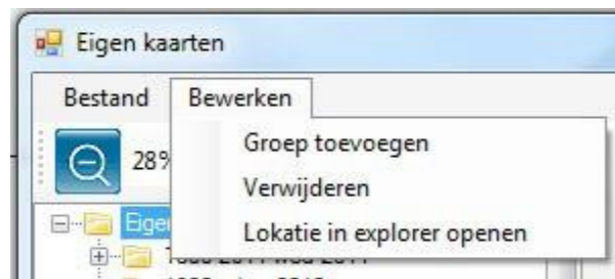 Eigen kaarten
Bestand Bewerken
Groep toevoegen
28%
Verwijderen
Lokatie in explorer openen